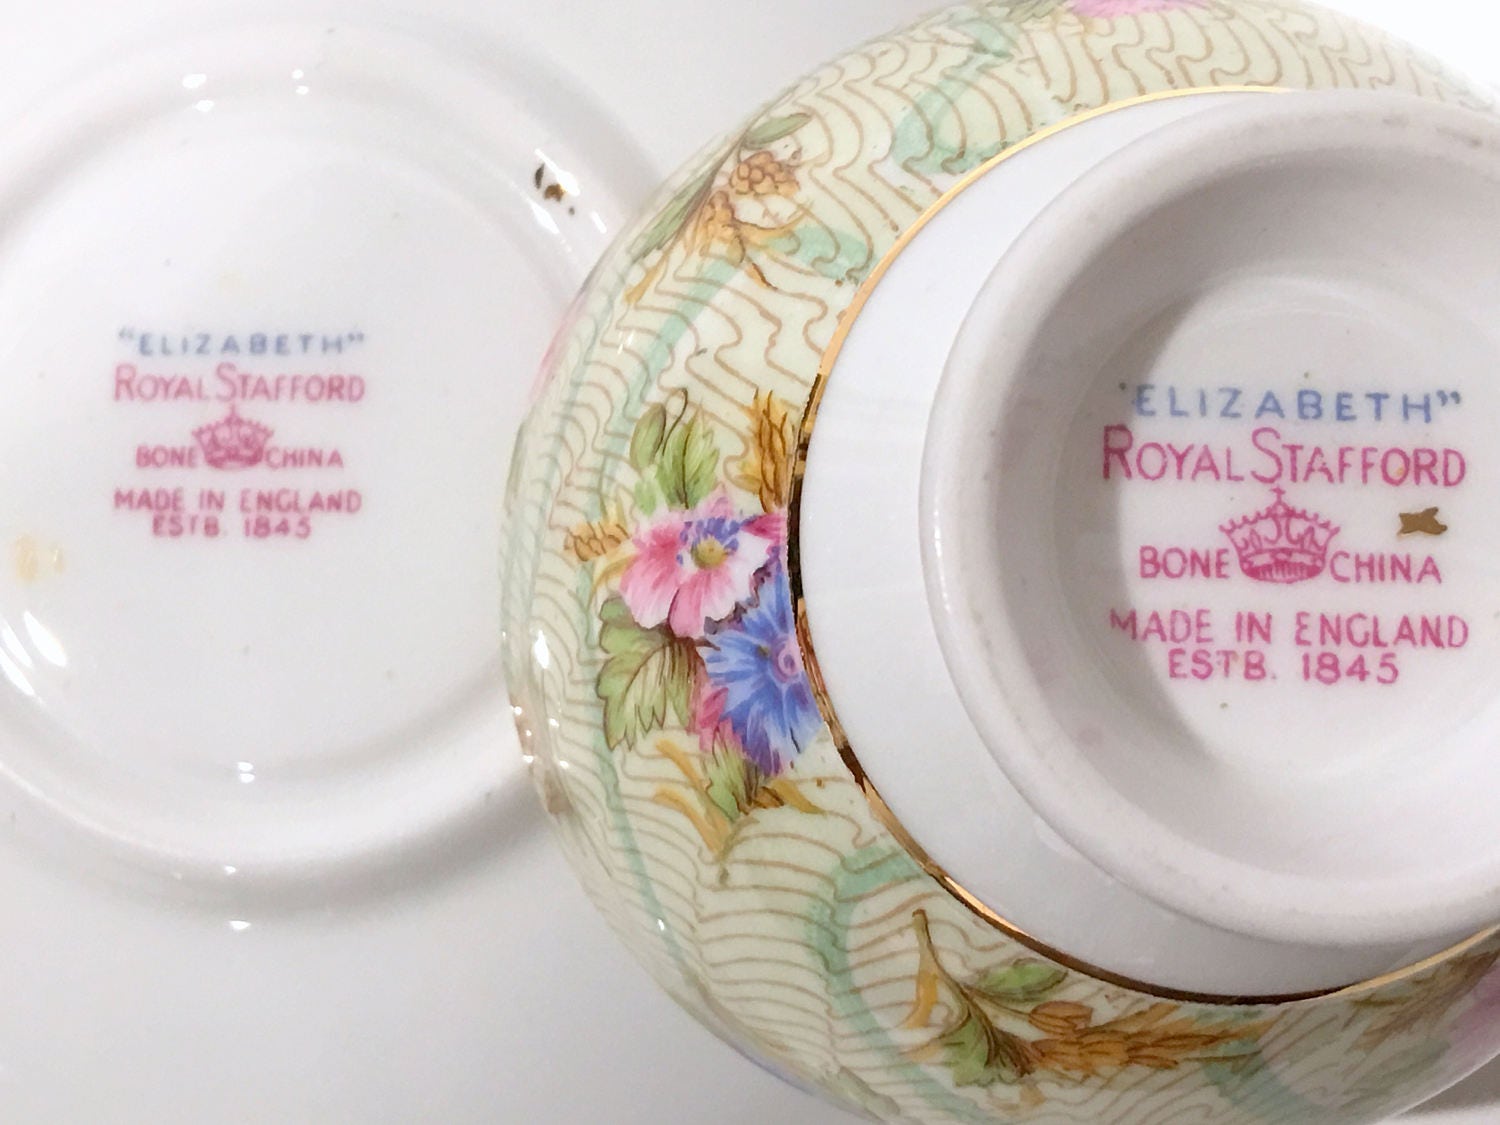 “ELIZABETH”
ROYAL STAFFORD
BONE CHINA
MADE IN ENGLAND
ESTB. 1845
ELIZABETH”
ROYAL STAFFORD
BONE CHINA
MADE IN ENGLAND
ESTB. 1845